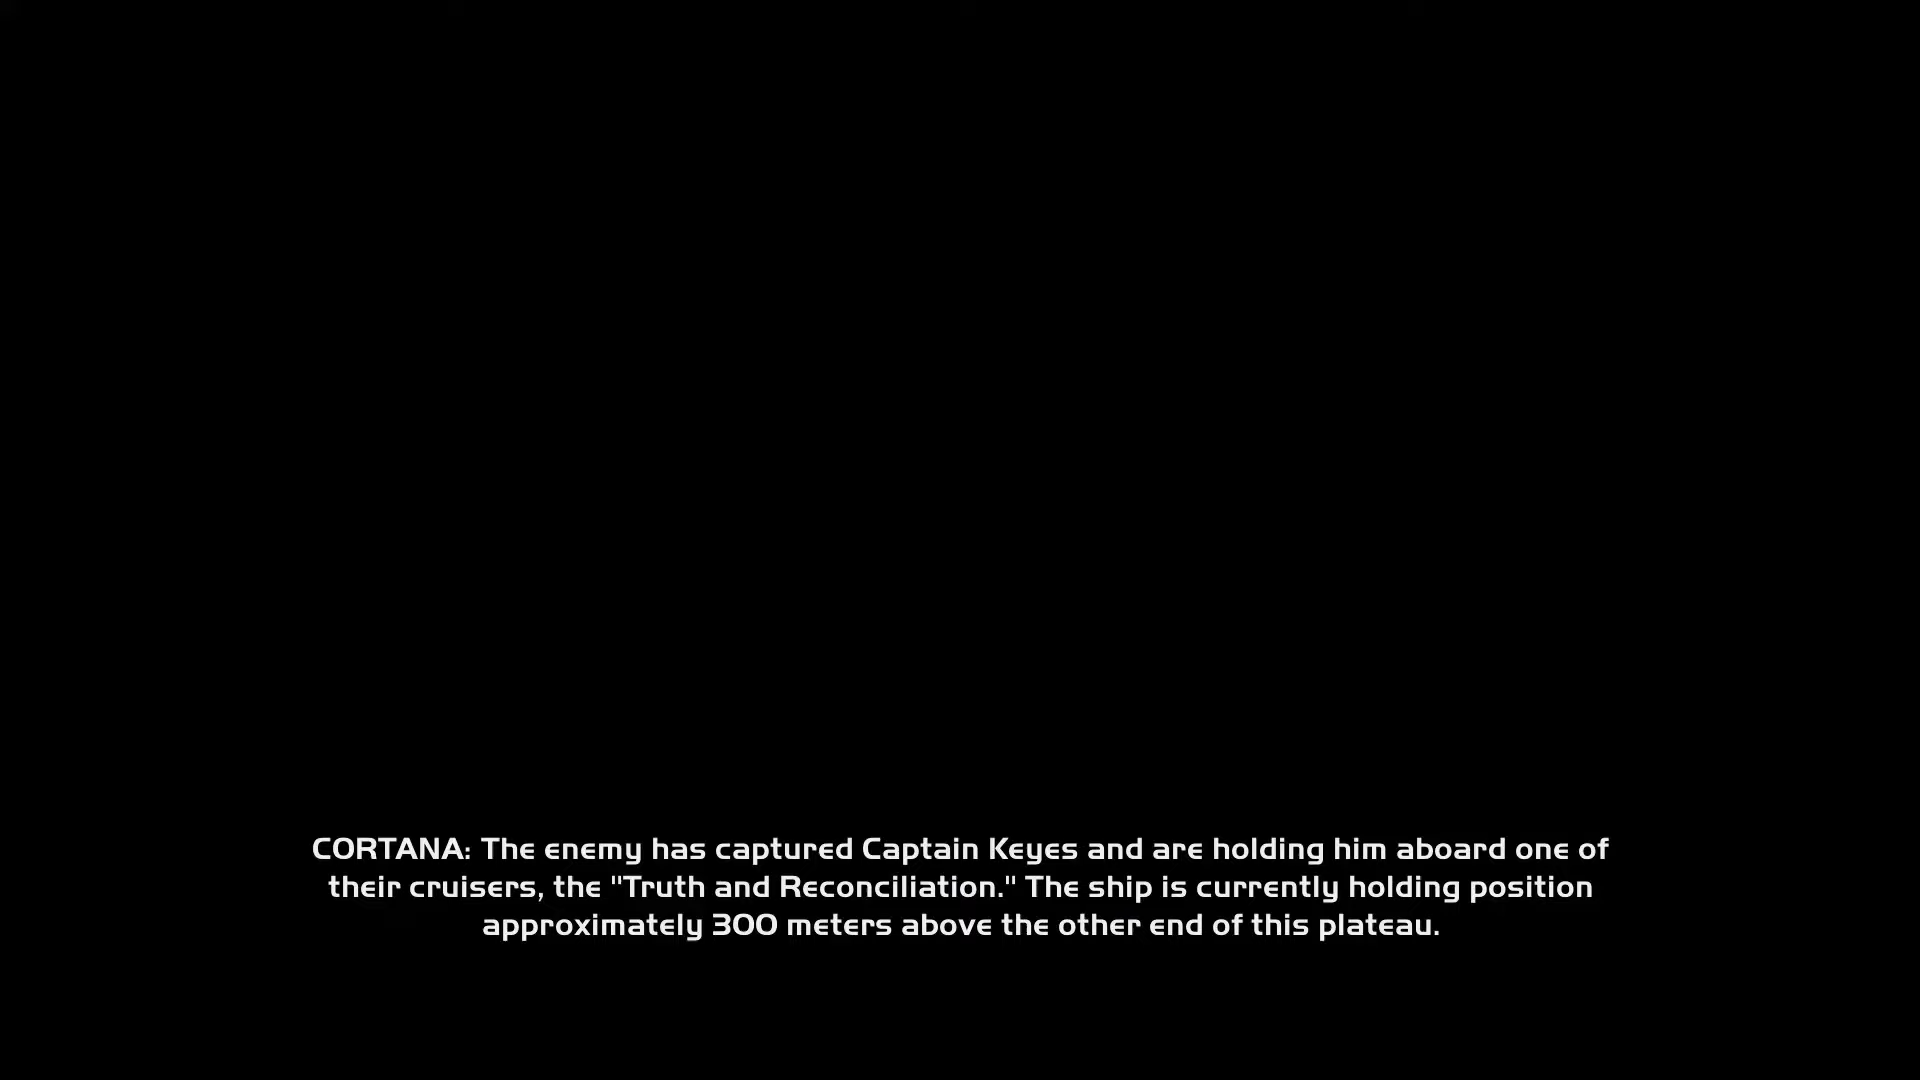 CORTANA: The enemy has captured Captain Keyes and are holding him aboard one of
their cruisers, the "Truth and Reconciliation." The ship is currently holding position
approximately 300 meters above the other end of this plateau.